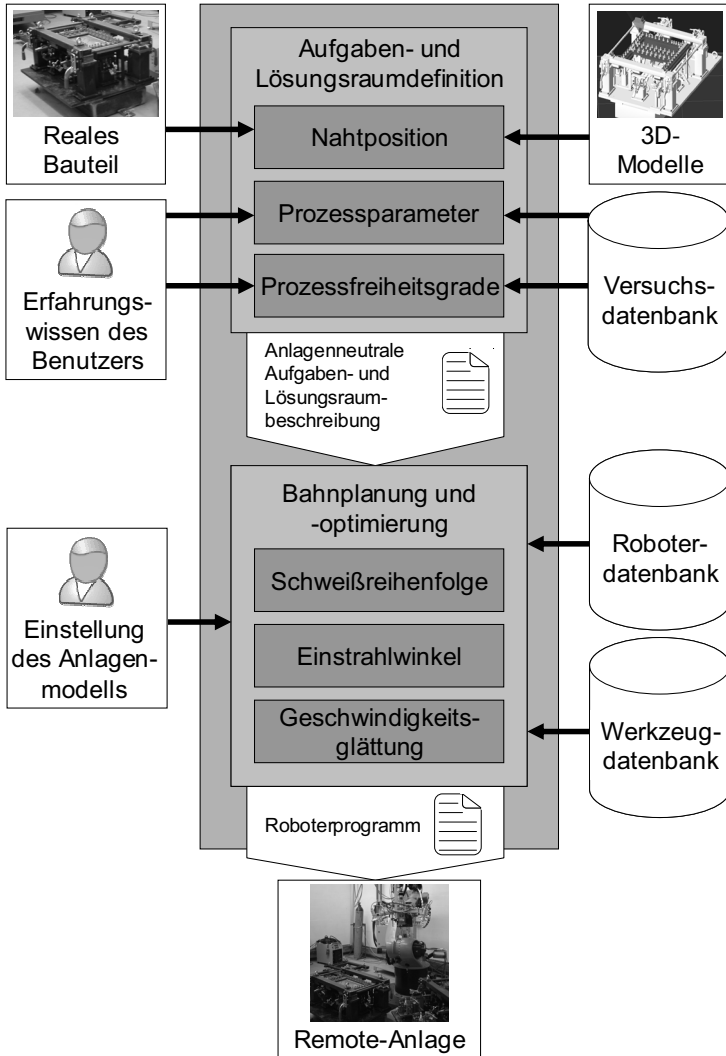 Aufgaben- und
Lösungsraumdefinition
Reales
Bauteil
Nahtposition
3D-
Modelle
Prozessparameter
Erfahrungs-
wissen des
Benutzers
Prozessfreiheitsgrade
Versuchs-
datenbank
Anlagenneutrale
Aufgaben- und
Lösungsraum-
beschreibung
Bahnplanung und
-optimierung
Roboter-
datenbank
Schweißreihenfolge
Einstellung
des Anlagen-
modells
Einstrahlwinkel
Geschwindigkeits-
glättung
Werkzeug-
datenbank
Roboterprogramm
Remote-Anlage